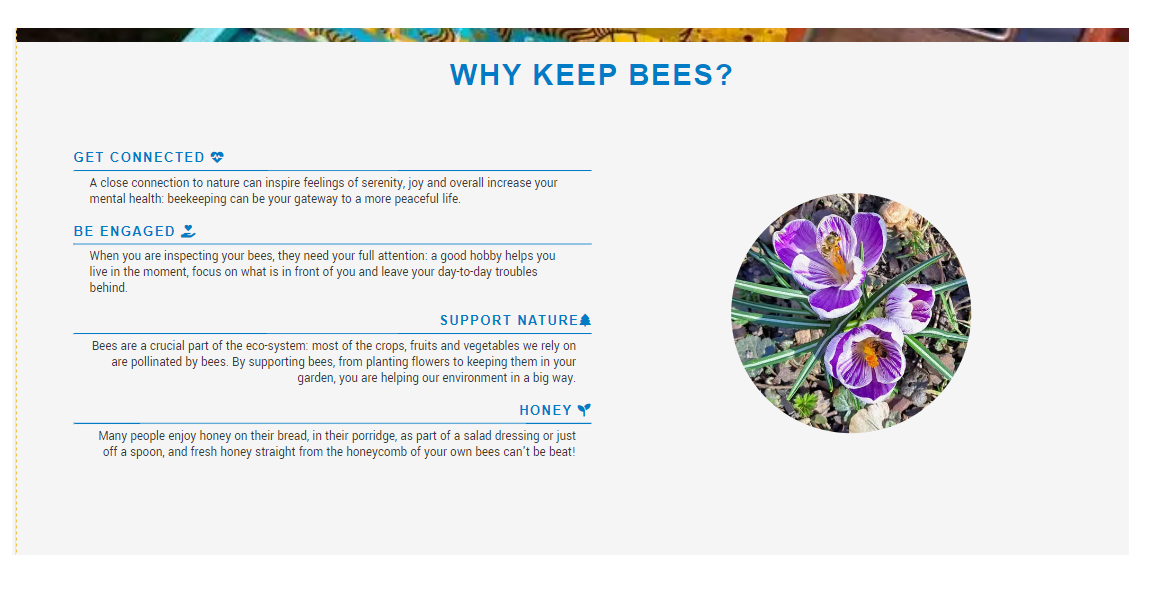 WHY KEEP BEES?
GET CONNECTED
A close connection to nature can inspire feelings of serenity, joy and overall increase your
mental health: beekeeping can be your gateway to a more peaceful life.
BE ENGAGED
When you are inspecting your bees, they need your full attention: a good hobby helps you
live in the moment, focus on what is in front of you and leave your day-to-day troubles
behind.
SUPPORT NATURE
Bees are a crucial part of the eco-system: most of the crops, fruits and vegetables we rely on
are pollinated by bees. By supporting bees, from planting flowers to keeping them in your
garden, you are helping our environment in a big way.
HONEY
Many people enjoy honey on their bread, in their porridge, as part of a salad dressing or just
off a spoon, and fresh honey straight from the honeycomb of your own bees can't be beat!